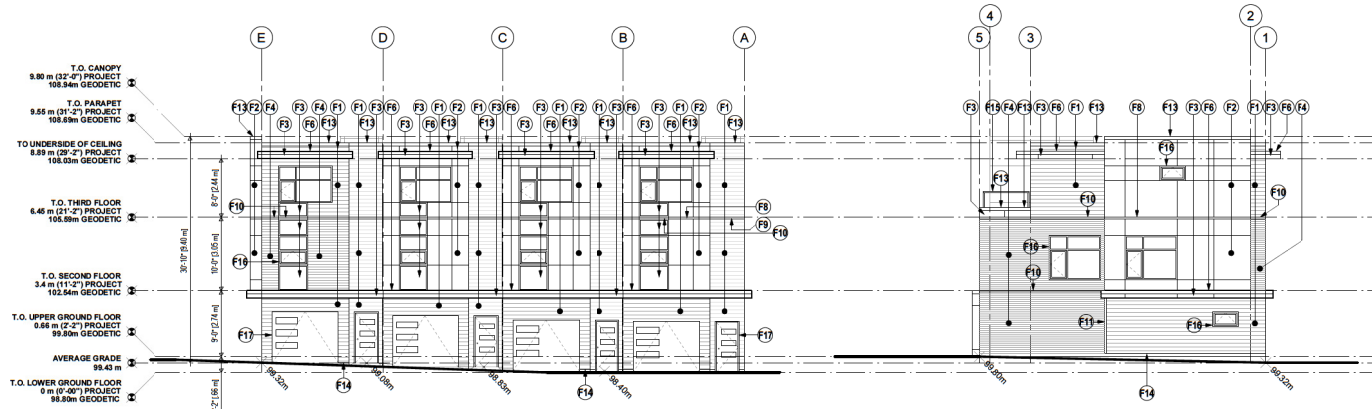 E D C B A
4 2
5 3 1
T.O. CANOPY
9.80 m (32'-0") PROJECT
108.94m GEODETIC
T.O. PARAPET
9.55 m (31'-2") PROJECT
108.69m GEODETIC
TO UNDERSIDE OF CEILING
8.89 m (29'-2") PROJECT
108.03m GEODETIC
T.O. THIRD FLOOR
6.45 m (21'-2") PROJECT
105.59m GEODETIC
T.O. SECOND FLOOR
3.4 m (11'-2") PROJECT
102.54m GEODETIC
T.O. UPPER GROUND FLOOR
0.66 m (2'-2") PROJECT
99.80m GEODETIC
AVERAGE GRADE
99.43 m
T.O. LOWER GROUND FLOOR
0 m (0'-00") PROJECT
98.80m GEODETIC
30'-10" [9.40 m]
8'-0" [2.44 m]
10'-0" [3.05 m]
9'-0" [2.74 m]
-2" [.66 m]
F13 F2 F4 F3 F4 F1 F1 F3 F6 F3 F1 F2 F1 F3 F6 F3 F1 F2 F1 F3 F6 F3 F1 F2 F1
F3 F6 F13 F13 F3 F6 F13 F13 F3 F6 F13 F13 F3 F6 F13 F13
F10 F8
F9 F10
F16
F17 F17
F14 F14
99.32m 99.08m 98.83m 98.40m
F3 F15 F4 F13 F3 F6 F1 F13 F8 F13 F3 F6 F2 F1 F3 F6 F4
F16
F13
F10 F10
F16
F10
F11 F16
F14
99.80m 99.32m